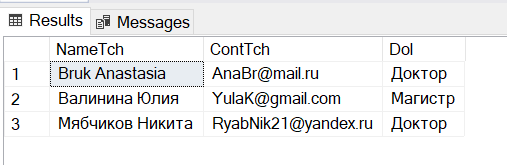 Results Messages
NameTch ContTch Dol
1 Bruk Anastasia AnaBr@mail.ru Доктор
2 Валинина Юлия YulaK@gmail.com Магистр
3 Мябчиков Никита RyabNik21@yandex.ru Доктор